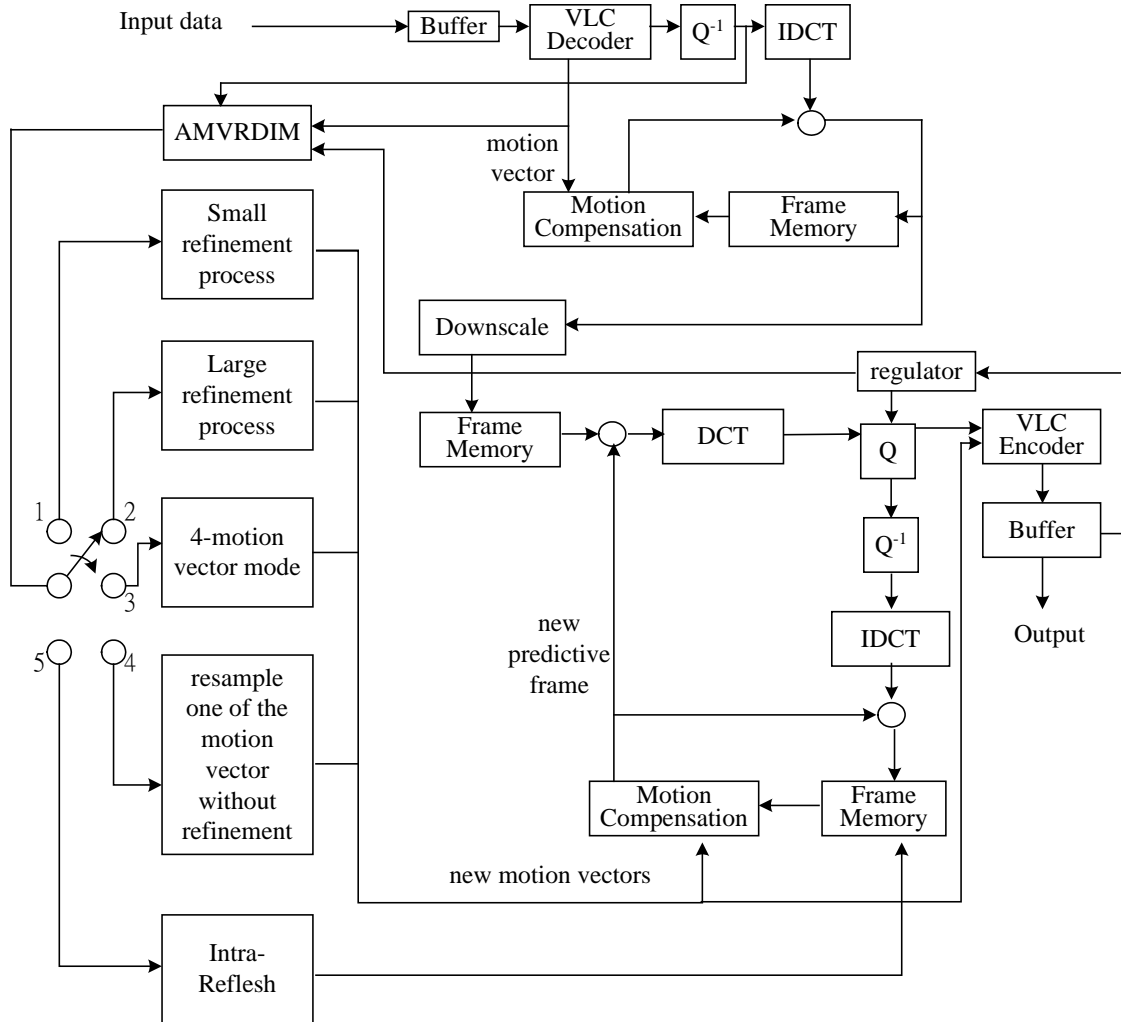 Input data
Buffer
VLC
Decoder
Q-1
IDCT
AMVRDIM
motion
vector
Motion
Compensation
Frame
Memory
Small
refinement
process
Downscale
Large
refinement
process
regulator
Frame
Memory
DCT
Q
VLC
Encoder
1
2
3
4
5
4-motion
vector mode
Q-1
Buffer
IDCT
Output
new
predictive
frame
resample
one of the
motion
vector
without
refinement
Motion
Compensation
Frame
Memory
new motion vectors
Intra-
Reflesh